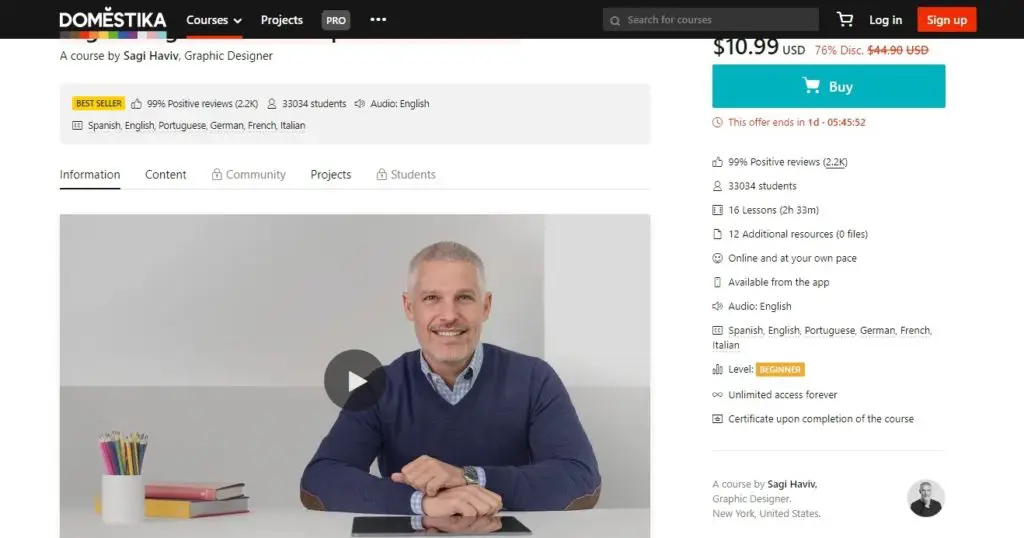 DOMĚSTIKA
Courses
Projects
PRO
Search for courses
Log in
Sign up
A course by Sagi Haviv, Graphic Designer
BEST SELLER 99% Positive reviews (2.2K) 33034 students Audio: English
Spanish, English, Portuguese, German, French, Italian
Information
Content
Community
Projects
Students
$10.99 USD 76% Disc. $44.90 USD
Buy
This offer ends in 1d - 05:45:52
99% Positive reviews (2.2K)
33034 students
16 Lessons (2h 33m)
12 Additional resources (0 files)
Online and at your own pace
Available from the app
Audio: English
Spanish, English, Portuguese, German, French,
Italian
Level: BEGINNER
Unlimited access forever
Certificate upon completion of the course
A course by Sagi Haviv,
Graphic Designer.
New York, United States.